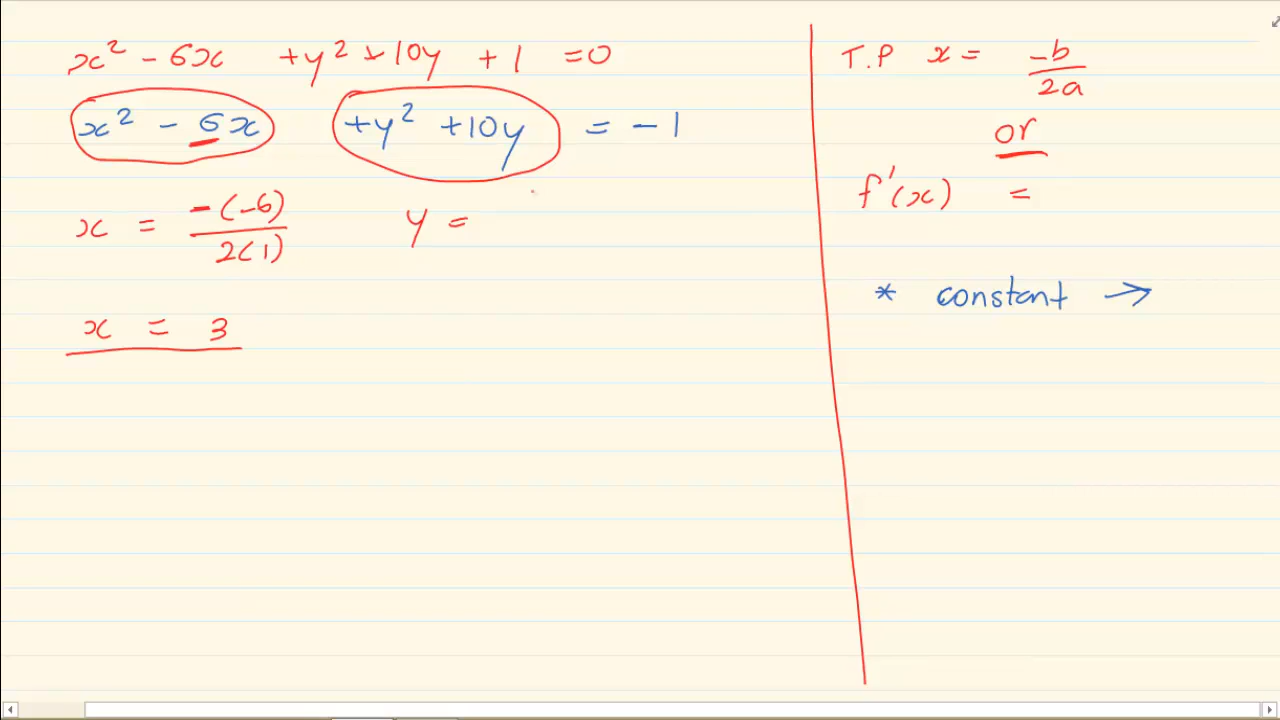 x² - 6x +y² + 10y + 1 = 0
x² - 6x +y² +10y = - 1
x = -(-6)/2(1) y =
x = 3
T.P x = -b/2a
or
f'(x) =
* constant →